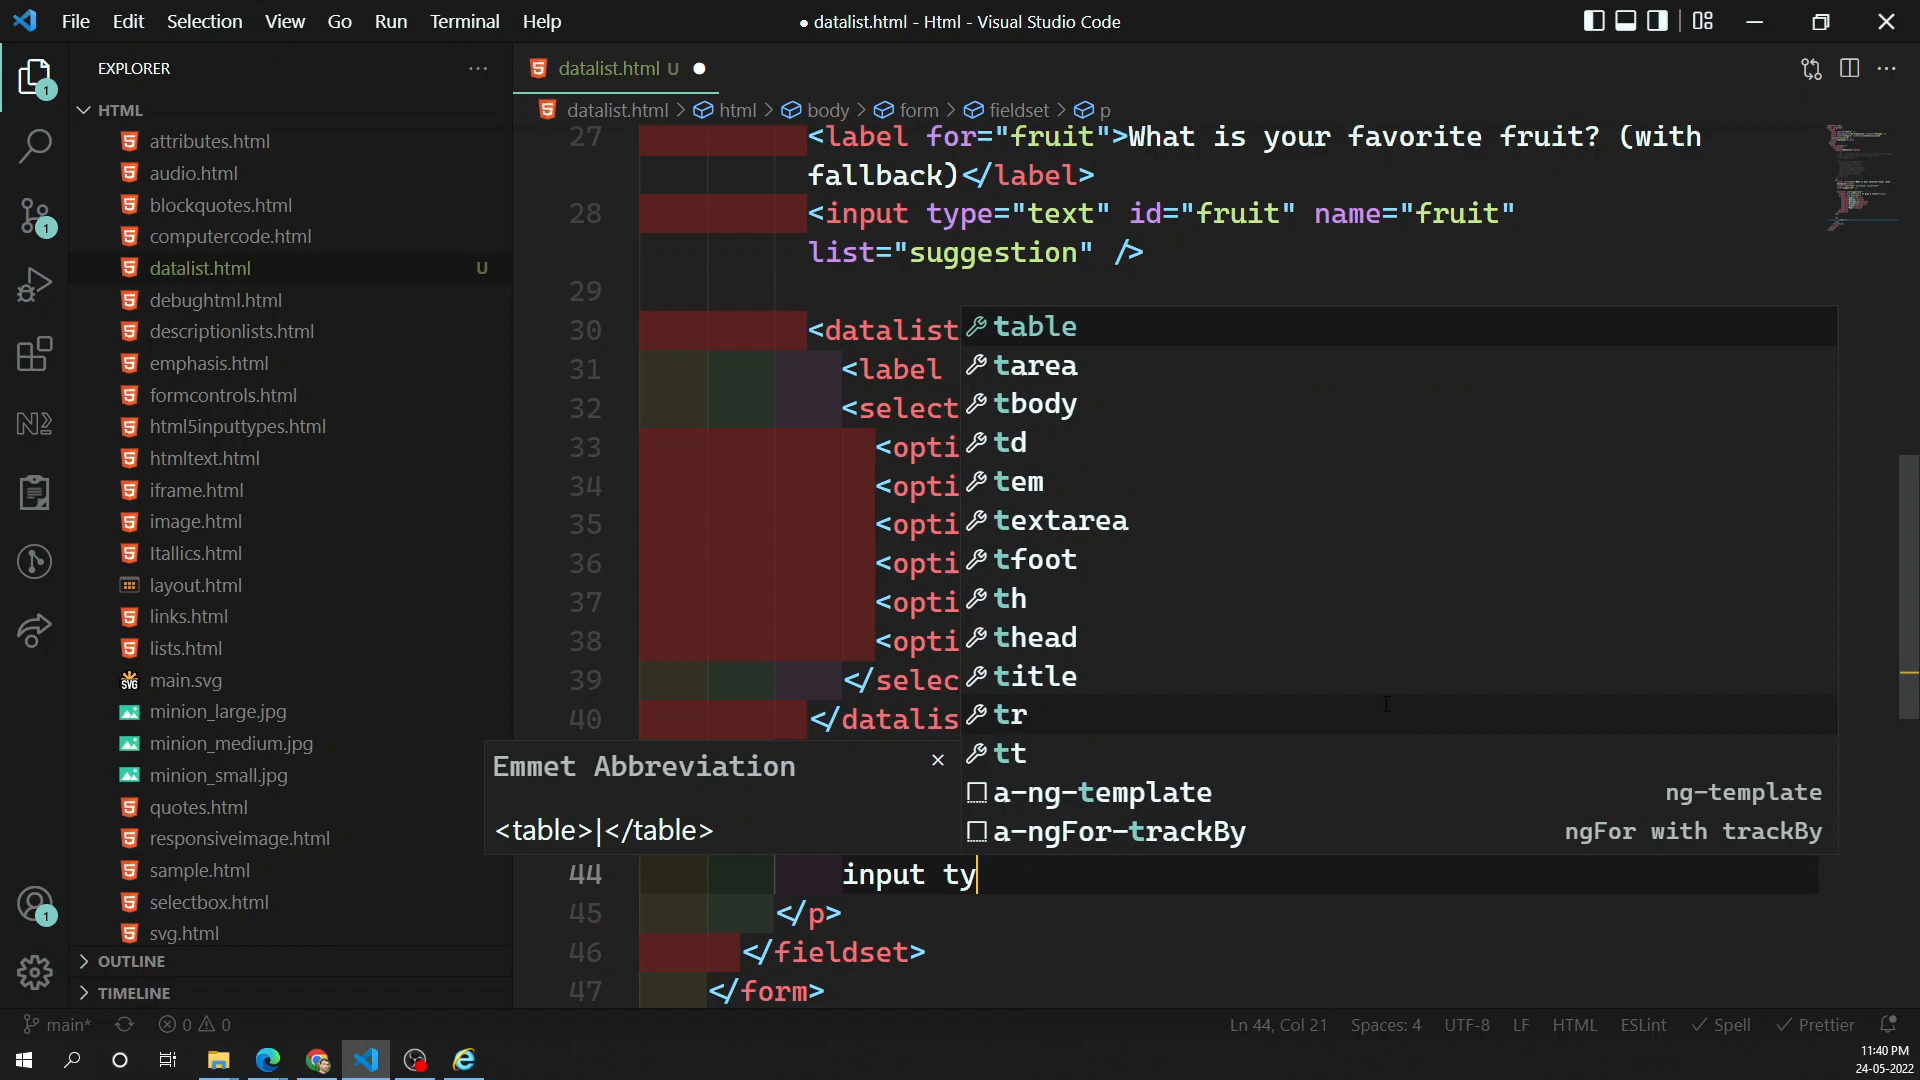 File Edit Selection View Go Run Terminal Help
● datalist.html - Html - Visual Studio Code
EXPLORER
datalist.html U
HTML
datalist.html > html > body > form > fieldset > p
attributes.html
audio.html
blockquotes.html
computercode.html
datalist.html U
debughtml.html
descriptionlists.html
emphasis.html
formcontrols.html
html5inputtypes.html
htmltext.html
iframe.html
image.html
Itallics.html
layout.html
links.html
lists.html
main.svg
minion_large.jpg
minion_medium.jpg
minion_small.jpg
quotes.html
responsiveimage.html
sample.html
selectbox.html
svg.html
OUTLINE
TIMELINE
27 <label for="fruit">What is your favorite fruit? (with
fallback)</label>
28 <input type="text" id="fruit" name="fruit"
list="suggestion" />
29
30 <datalist
31 <label
32 <select
33 <opti
34 <opti
35 <opti
36 <opti
37 <opti
38 <opti
39 </selec
40 </datalis
table
tarea
tbody
td
tem
textarea
tfoot
th
thead
title
tr
tt
a-ng-template ng-template
a-ngFor-trackBy ngFor with trackBy
Emmet Abbreviation
<table>|</table>
44 input ty
45 </p>
46 </fieldset>
47 </form>
main* 0 0
Ln 44, Col 21 Spaces: 4 UTF-8 LF HTML ESLint Spell Prettier
11:40 PM
24-05-2022